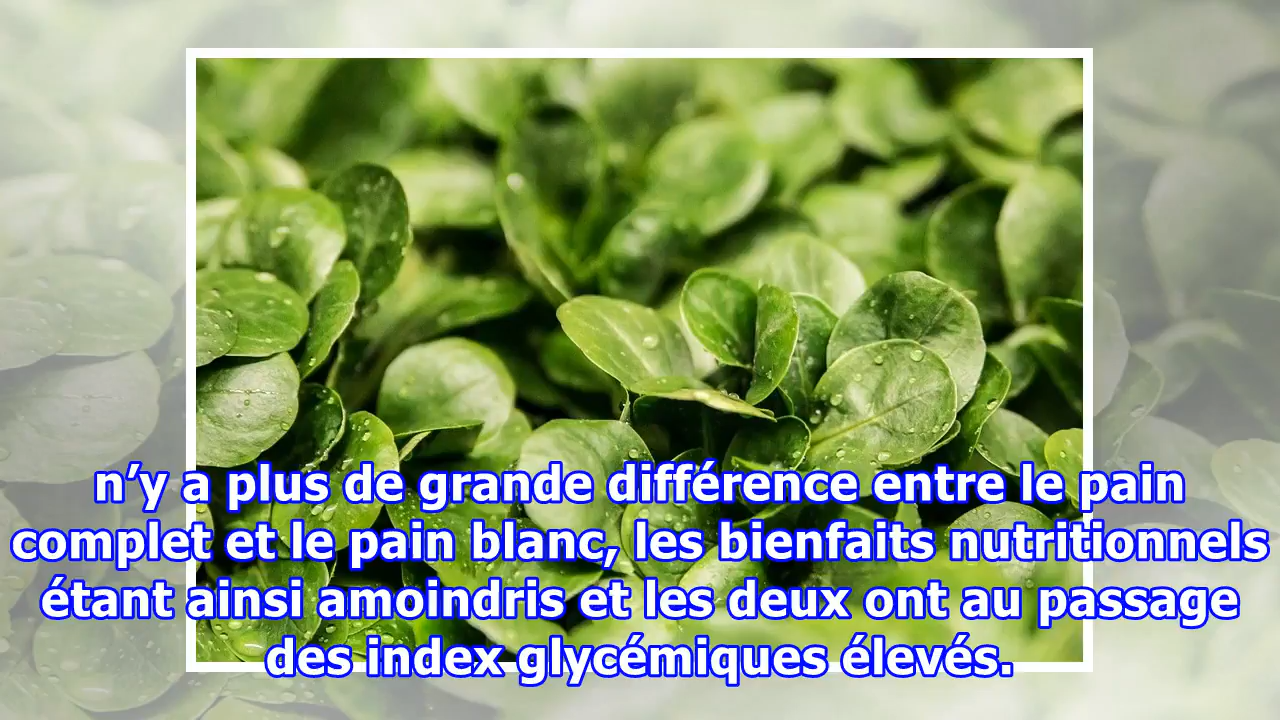 n’y a plus de grande différence entre le pain
complet et le pain blanc, les bienfaits nutritionnels
étant ainsi amoindris et les deux ont au passage
des index glycémiques élevés.